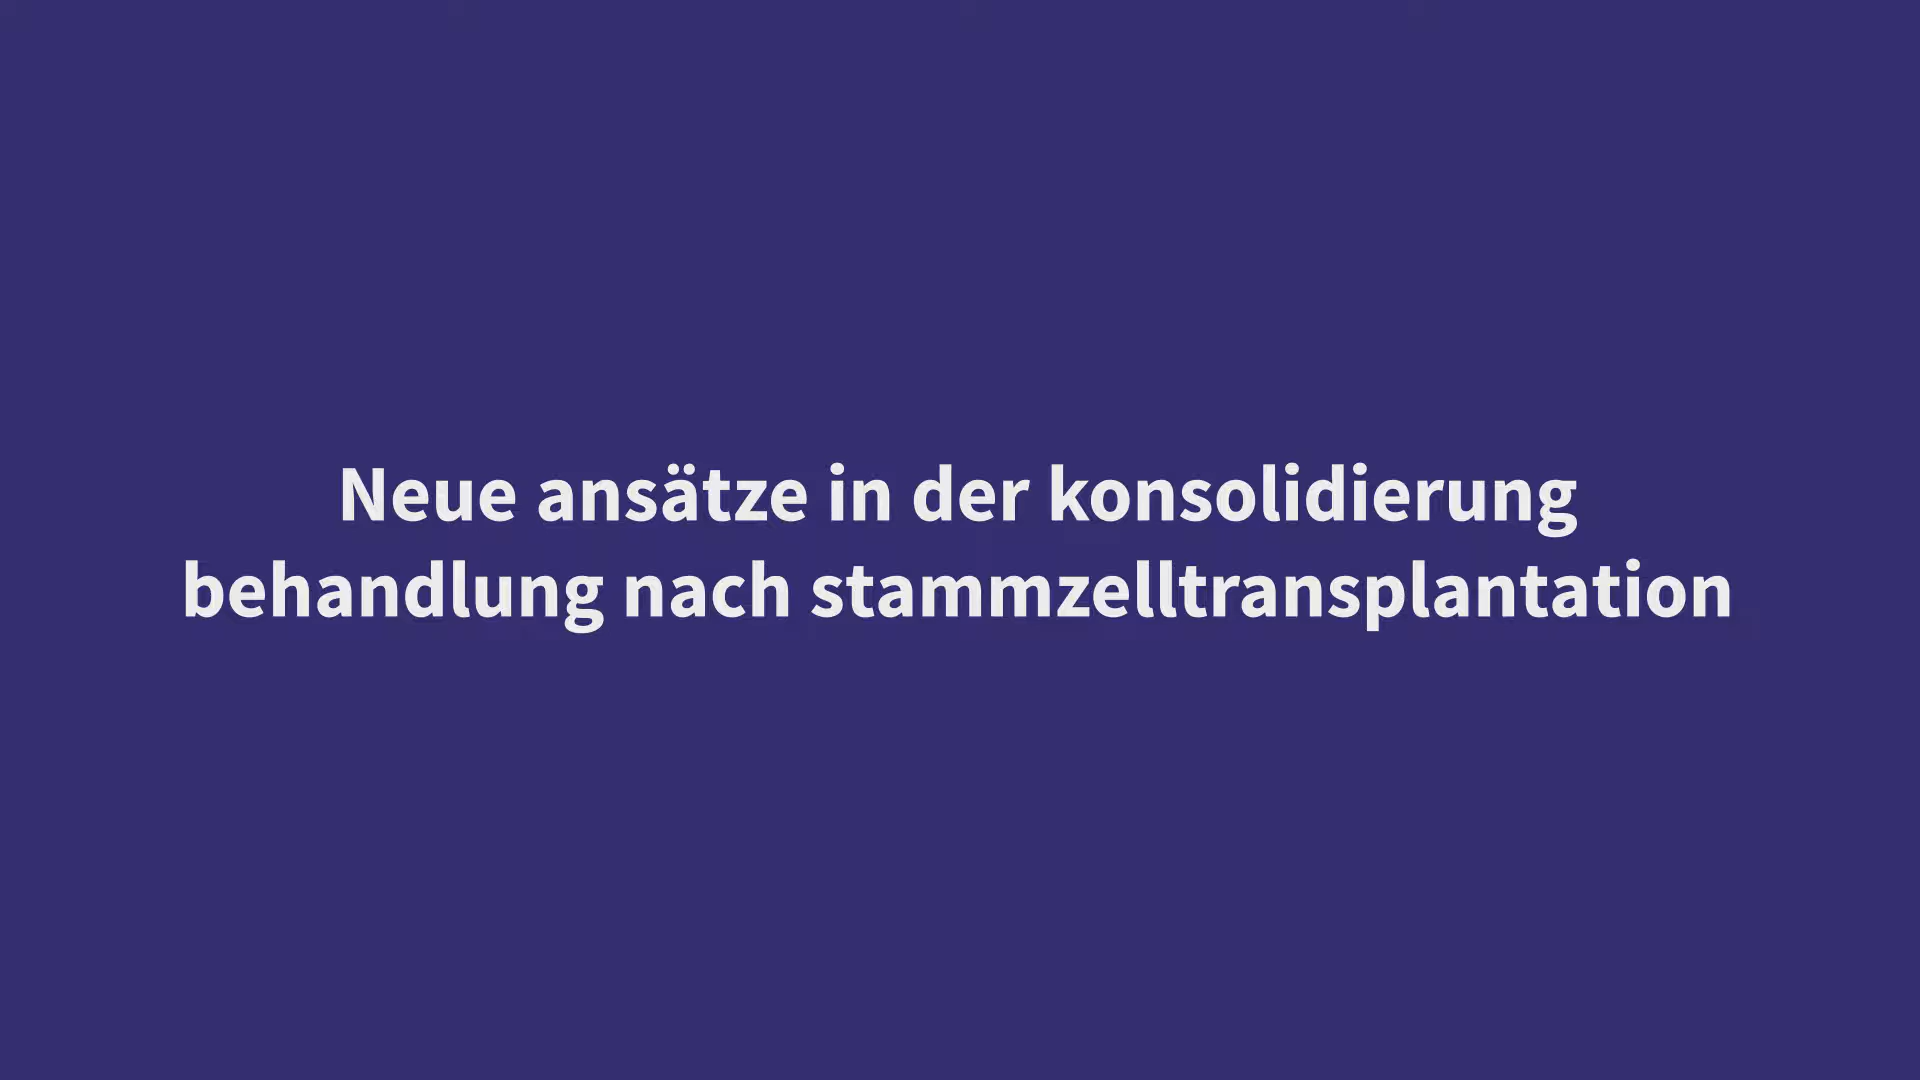 Neue ansätze in der konsolidierung
behandlung nach stammzelltransplantation